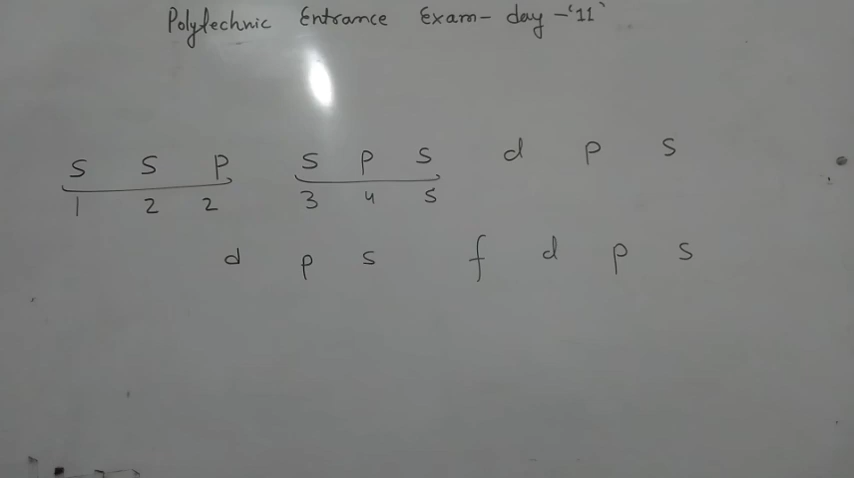 Polytechnic Entrance Exam- day -'11'
s s p s p s d p s
1 2 2 3 4 5
d p s f d p s